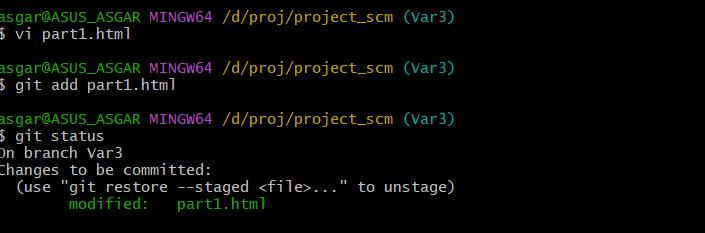 asgar@ASUS_ASGAR MINGW64 /d/proj/project_scm (Var3)
$ vi part1.html
asgar@ASUS_ASGAR MINGW64 /d/proj/project_scm (Var3)
$ git add part1.html
asgar@ASUS_ASGAR MINGW64 /d/proj/project_scm (Var3)
$ git status
On branch Var3
Changes to be committed:
  (use "git restore --staged <file>..." to unstage)
        modified:   part1.html